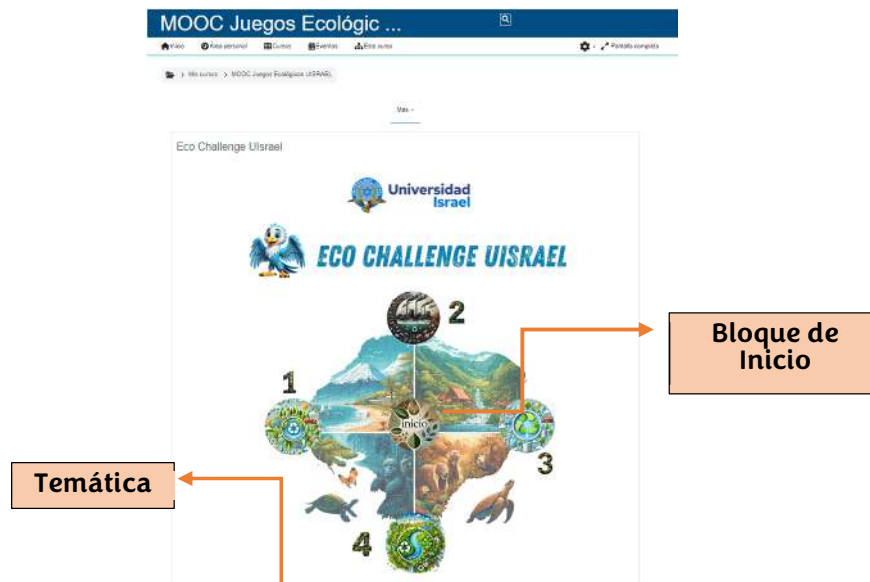 MOOC Juegos Ecológic ...
Inicio Área personal Cursos Eventos Este curso Pantalla completa
Mis cursos > MOOC Juegos Ecológicos UISRAEL
Más
Eco Challenge UIsrael
Universidad
Israel
ECO CHALLENGE UISRAEL
2
Bloque de
Inicio
1
inicio
3
Temática
4